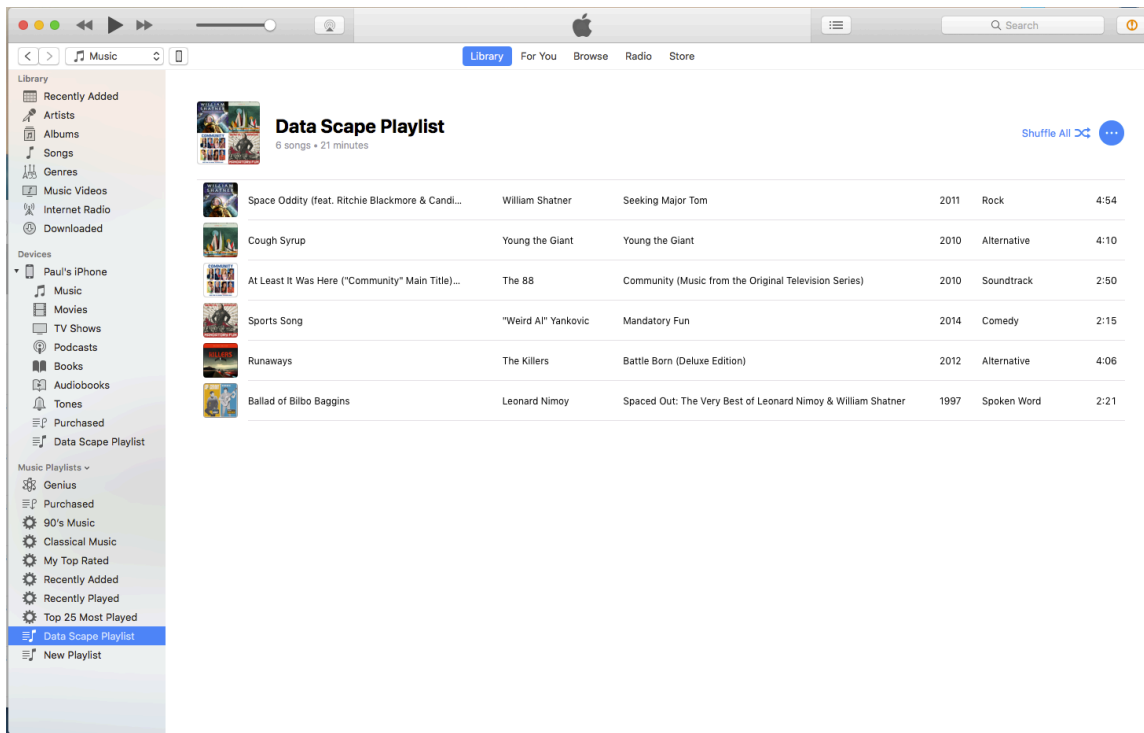 Search
Music
Library For You Browse Radio Store
Library
Recently Added
Artists
Albums
Songs
Genres
Music Videos
Internet Radio
Downloaded
Devices
Paul's iPhone
Music
Movies
TV Shows
Podcasts
Books
Audiobooks
Tones
Purchased
Data Scape Playlist
Music Playlists
Genius
Purchased
90's Music
Classical Music
My Top Rated
Recently Added
Recently Played
Top 25 Most Played
Data Scape Playlist
New Playlist
WILLIAM SHATNER
COMMUNITY
Data Scape Playlist
6 songs • 21 minutes
Shuffle All
Space Oddity (feat. Ritchie Blackmore & Candi... William Shatner Seeking Major Tom 2011 Rock 4:54
Cough Syrup Young the Giant Young the Giant 2010 Alternative 4:10
At Least It Was Here ("Community" Main Title)... The 88 Community (Music from the Original Television Series) 2010 Soundtrack 2:50
Sports Song "Weird Al" Yankovic Mandatory Fun 2014 Comedy 2:15
Runaways The Killers Battle Born (Deluxe Edition) 2012 Alternative 4:06
Ballad of Bilbo Baggins Leonard Nimoy Spaced Out: The Very Best of Leonard Nimoy & William Shatner 1997 Spoken Word 2:21